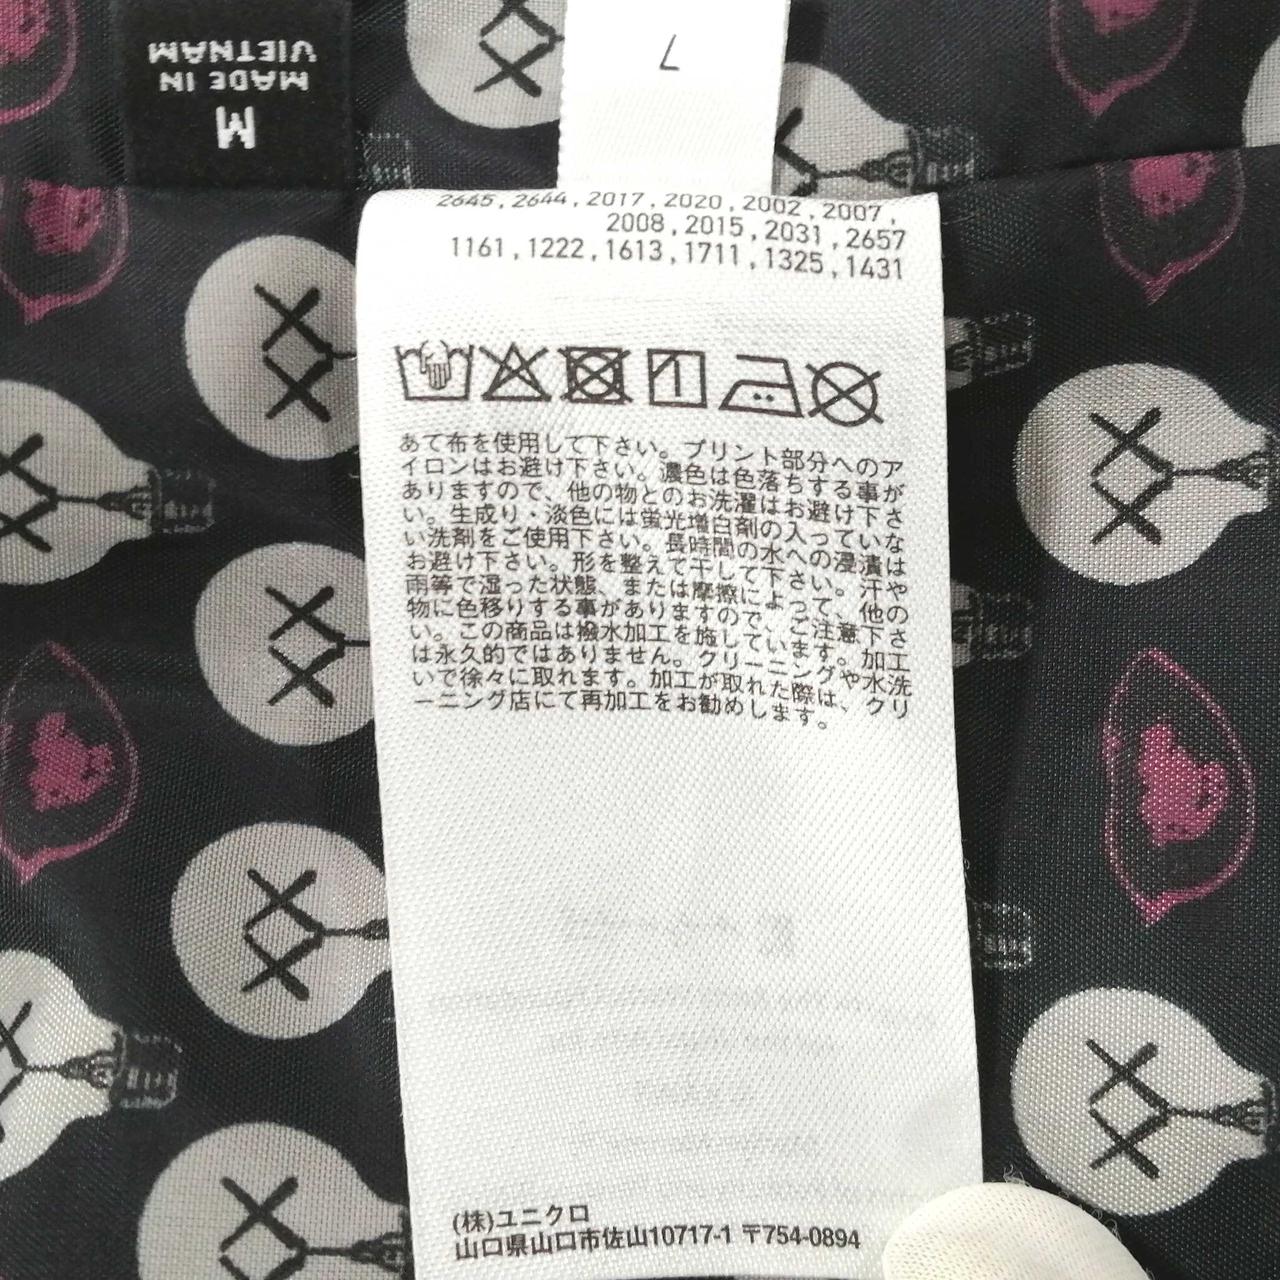 M
MADE IN
VIETNAM
7
2645,2644,2017,2020,2002,2007,
2008,2015,2031,2657
1161,1222,1613,1711,1325,1431
あて布を使用して下さい。プリント部分へのア
イロンはお避け下さい。濃色は色落ちする事が
ありますので、他の物とのお洗濯はお避け下さ
い。生成り・淡色には蛍光増白剤の入っていな
い洗剤をご使用下さい。長時間の水への浸漬は
お避け下さい。形を整えて干して下さい。汗や
雨等で湿った状態、または摩擦によって、他の
物に色移りする事がありますので、ご注意下さ
い。この商品は撥水加工を施しています。加工
は永久的ではありません。クリーニングや水洗
いで徐々に取れます。加工が取れた際は、クリ
ーニング店にて再加工をお勧めします。
(株)ユニクロ
山口県山口市佐山10717-1 〒754-0894